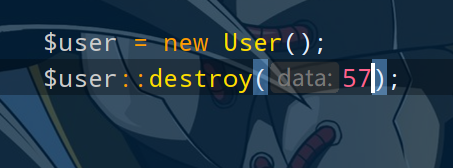 $user = new User();
$user::destroy( data: 57);